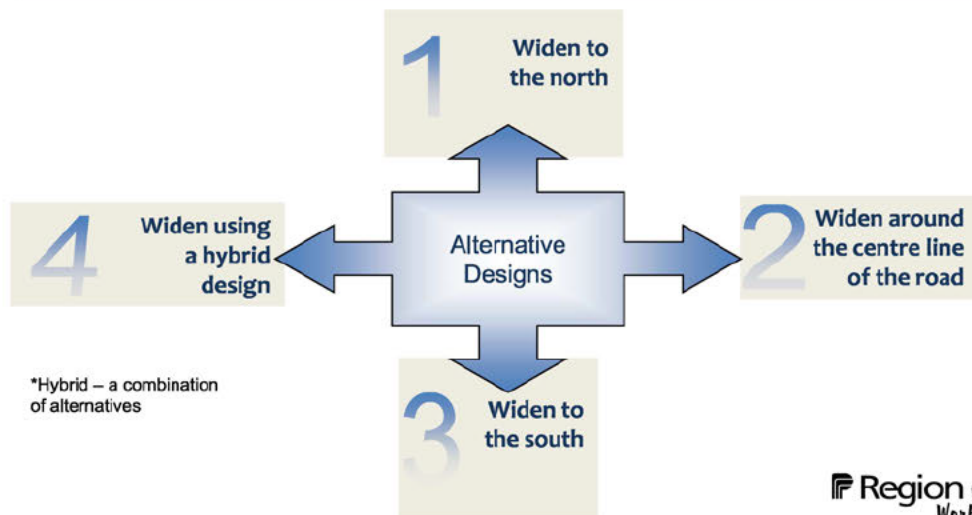 1
Widen to
the north
4
Widen using
a hybrid
design
Alternative
Designs
2
Widen around
the centre line
of the road
*Hybrid – a combination
of alternatives
3
Widen to
the south
Region